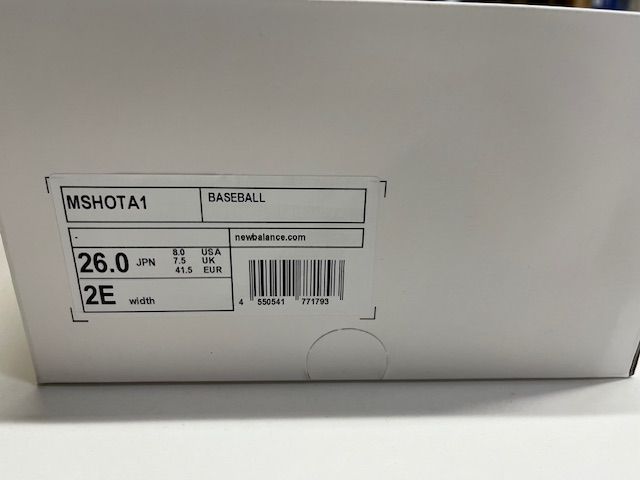 MSHOTA1
BASEBALL
-
newbalance.com
26.0 JPN
8.0 USA
7.5 UK
41.5 EUR
2E width
4 550541 771793